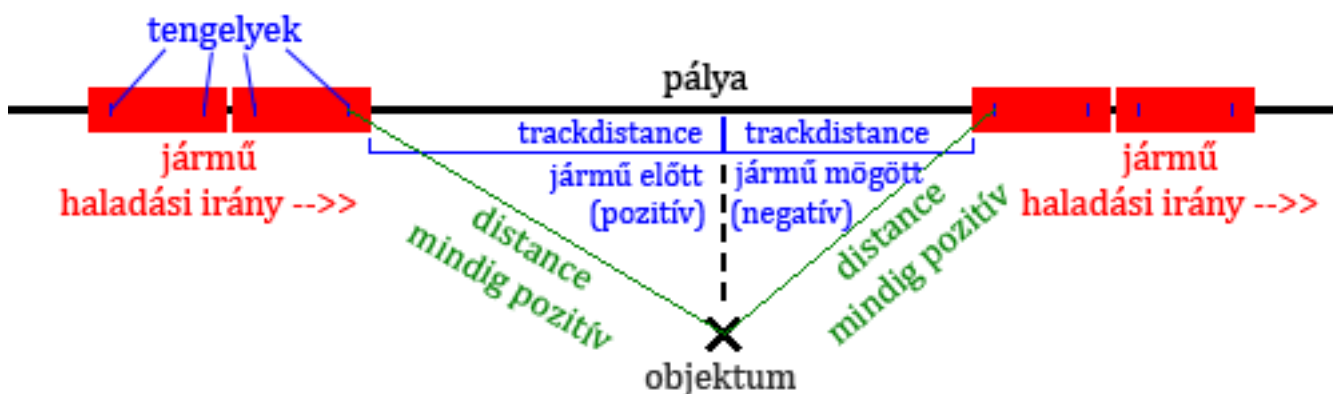 tengelyek
pálya
trackdistance
trackdistance
jármű előtt
(pozitív)
jármű mögött
(negatív)
jármű
haladási irány -->>
jármű
haladási irány -->>
distance
mindig pozitív
distance
mindig pozitív
objektum